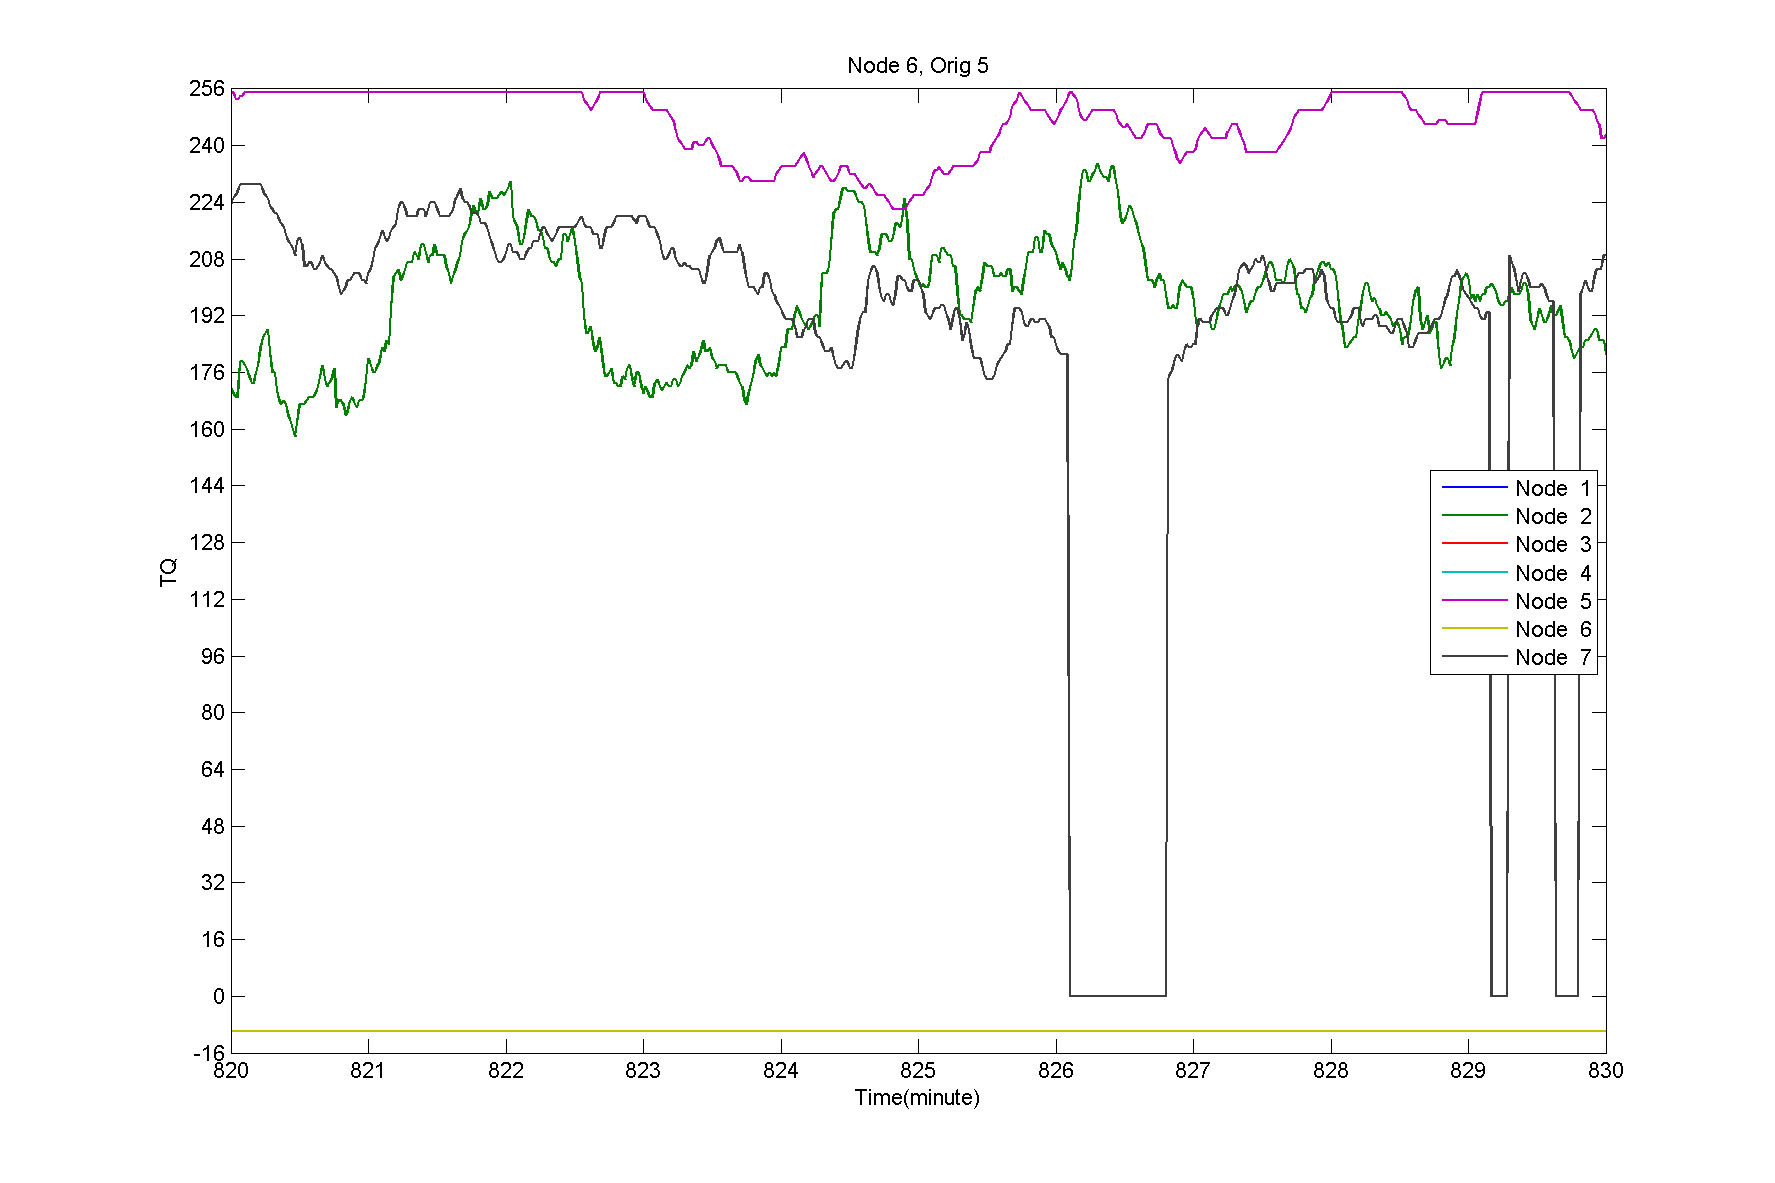 Node 6, Orig 5
256
240
224
208
192
176
160
144
128
112
96
80
64
48
32
16
0
-16
TQ
Node 1
Node 2
Node 3
Node 4
Node 5
Node 6
Node 7
820 821 822 823 824 825 826 827 828 829 830
Time(minute)